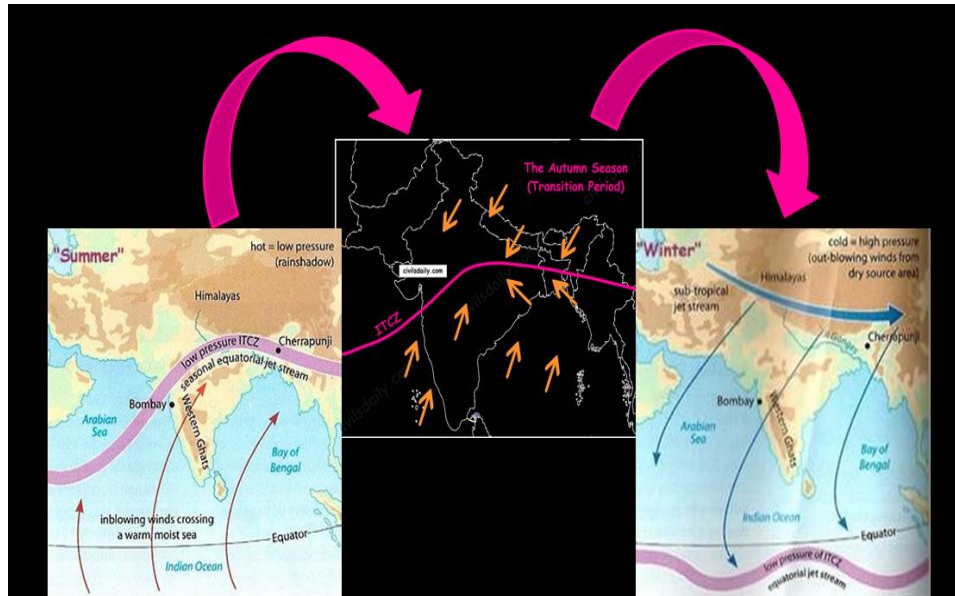 "Summer"
hot = low pressure
(rainshadow)
Himalayas
low pressure ITCZ
seasonal equatorial jet stream
Cherrapunji
Bombay
Western Ghats
Arabian
Sea
Bay of
Bengal
inblowing winds crossing
a warm, moist sea
Equator
Indian Ocean
The Autumn Season
(Transition Period)
civilsdaily.com
ITCZ
"Winter"
cold = high pressure
(out-blowing winds from
dry source area)
sub-tropical
jet stream
Himalayas
Ganges
Cherrapunji
Bombay
Western Ghats
Arabian
Sea
Bay of
Bengal
Indian Ocean
Equator
low pressure of ITCZ
equatorial jet stream